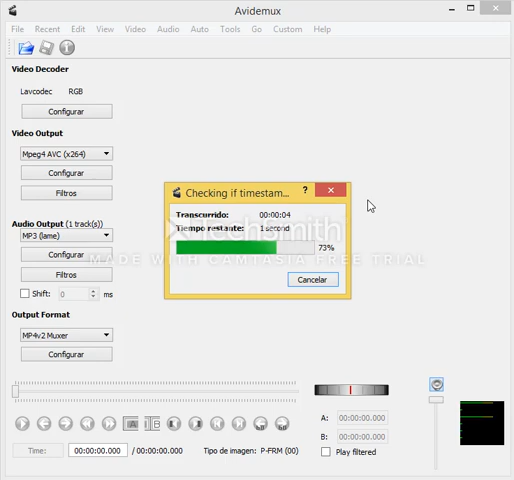 Avidemux
File Recent Edit View Video Audio Auto Tools Go Custom Help
Video Decoder
Lavcodec RGB
Configurar
Video Output
Mpeg4 AVC (x264)
Configurar
Filtros
Audio Output (1 track(s))
MP3 (lame)
Configurar
Filtros
Shift: 0 ms
Output Format
MP4v2 Muxer
Configurar
Checking if timestam... ?
Transcurrido: 00:00:04
Tiempo restante: 1 second
73%
Cancelar
TechSmith
MADE WITH CAMTASIA FREE TRIAL
A B
A: 00:00:00.000
B: 00:00:00.000
Time: 00:00:00.000 / 00:00:00.000 Tipo de imagen: P-FRM (00) Play filtered